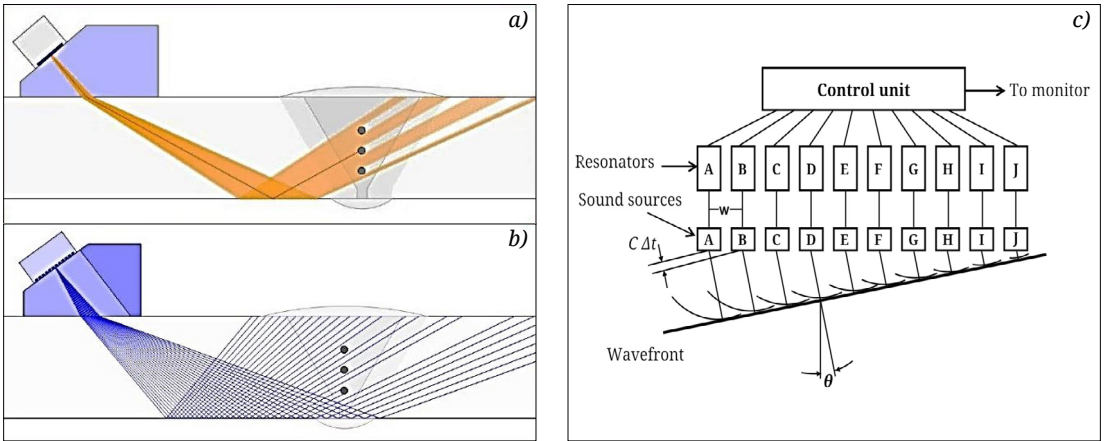 a)
b)
c)
Control unit
To monitor
Resonators
A B C D E F G H I J
w
Sound sources
A B C D E F G H I J
C Δt
Wavefront
θ